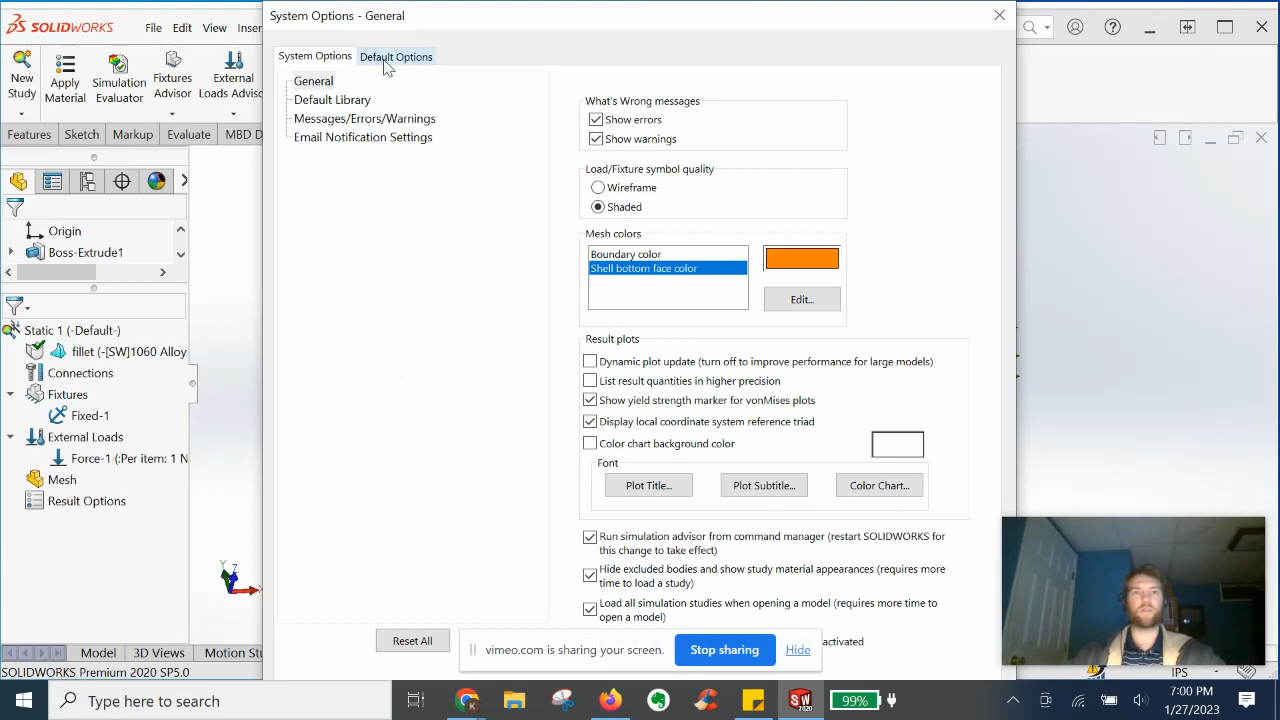 SOLIDWORKS
File
Edit
View
Inser
System Options - General
New Study
Apply Material
Simulation Evaluator
Fixtures Advisor
External Loads Adviso
Features
Sketch
Markup
Evaluate
MBD D
Origin
Boss-Extrude1
Static 1 (-Default-)
fillet (-[SW]1060 Alloy
Connections
Fixtures
Fixed-1
External Loads
Force-1 (:Per item: 1 N
Mesh
Result Options
System Options
Default Options
General
Default Library
Messages/Errors/Warnings
Email Notification Settings
What's Wrong messages
Show errors
Show warnings
Load/Fixture symbol quality
Wireframe
Shaded
Mesh colors
Boundary color
Shell bottom face color
Edit...
Result plots
Dynamic plot update (turn off to improve performance for large models)
List result quantities in higher precision
Show yield strength marker for vonMises plots
Display local coordinate system reference triad
Color chart background color
Font
Plot Title...
Plot Subtitle...
Color Chart...
Run simulation advisor from command manager (restart SOLIDWORKS for
this change to take effect)
Hide excluded bodies and show study material appearances (requires more
time to load a study)
Load all simulation studies when opening a model (requires more time to
open a model)
activated
Reset All
vimeo.com is sharing your screen.
Stop sharing
Hide
Y
Z
X
Model
3D Views
Motion Stu
SOLIDWORKS Premium 2020 SP5.0
IPS
Type here to search
SW
2020
99%
7:00 PM
1/27/2023